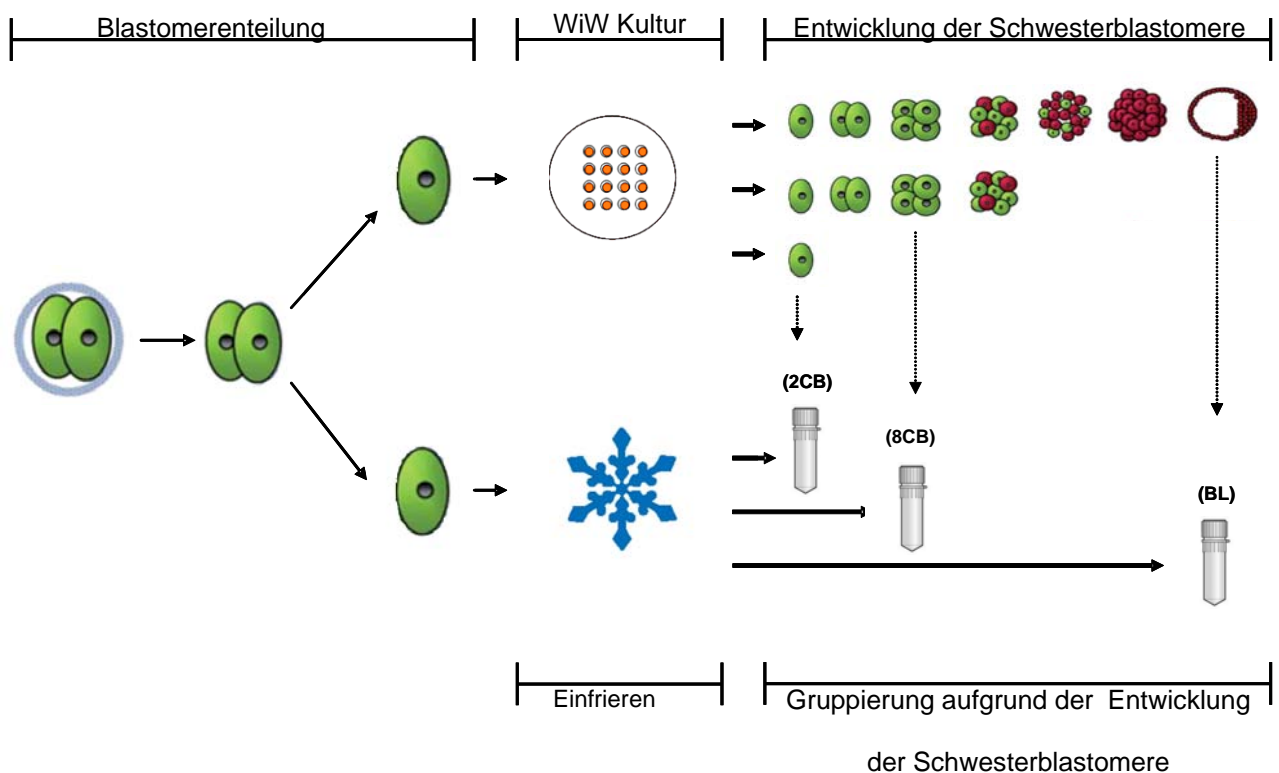 Blastomerenteilung
WiW Kultur
Entwicklung der Schwesterblastomere
(2CB)
(8CB)
(BL)
Einfrieren
Gruppierung aufgrund der Entwicklung
der Schwesterblastomere